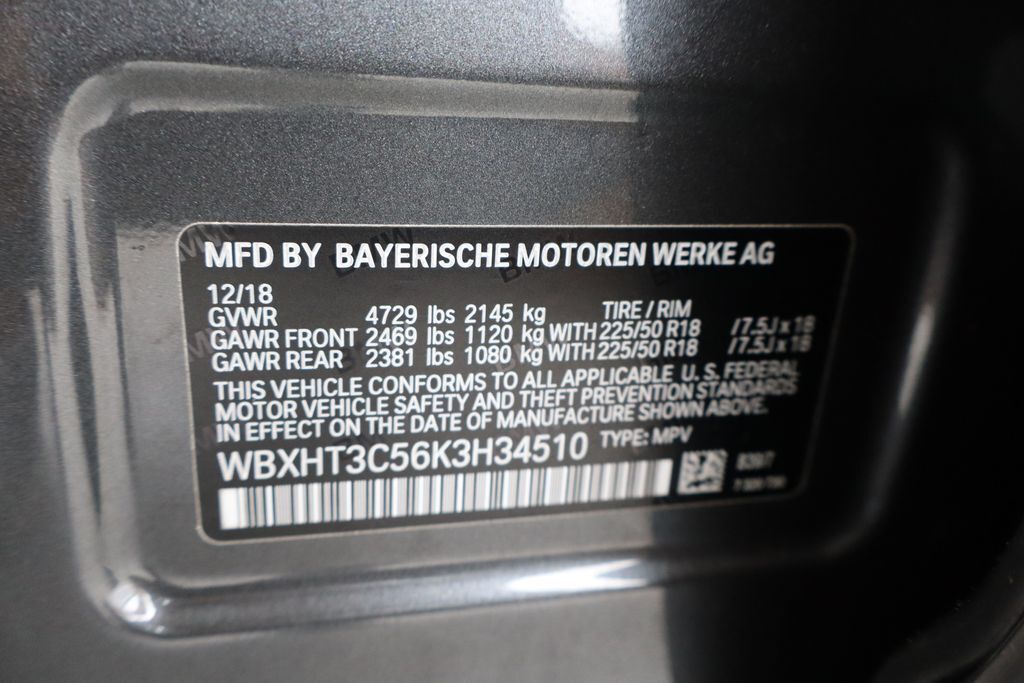 MFD BY BAYERISCHE MOTOREN WERKE AG
12/18
GVWR 4729 lbs 2145 kg TIRE / RIM
GAWR FRONT 2469 lbs 1120 kg WITH 225/50 R18 /7.5J x 18
GAWR REAR 2381 lbs 1080 kg WITH 225/50 R18 /7.5J x 18
THIS VEHICLE CONFORMS TO ALL APPLICABLE U. S. FEDERAL
MOTOR VEHICLE SAFETY AND THEFT PREVENTION STANDARDS
IN EFFECT ON THE DATE OF MANUFACTURE SHOWN ABOVE.
WBXHT3C56K3H34510 TYPE: MPV